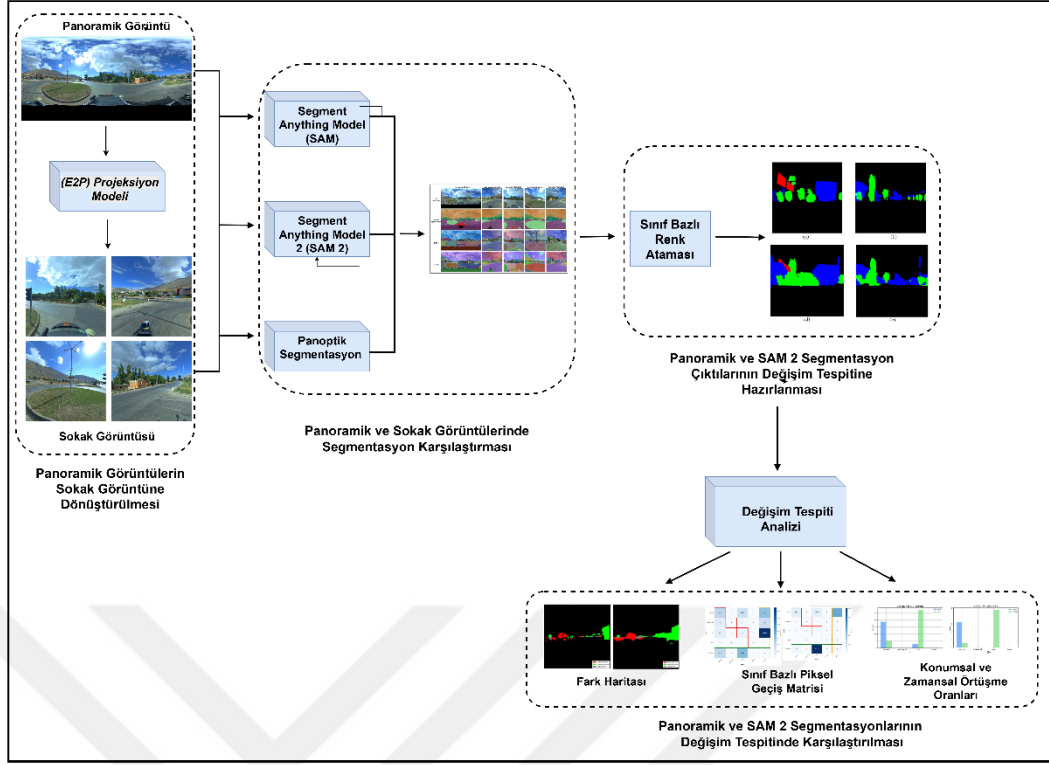 Panoramik Görüntü
(E2P) Projeksiyon
Modeli
Sokak Görüntüsü
Panoramik Görüntülerin
Sokak Görüntüne
Dönüştürülmesi
Segment
Anything Model
(SAM)
Segment
Anything Model
2 (SAM 2)
Panoptik
Segmentasyon
Panoramik ve Sokak Görüntülerinde
Segmentasyon Karşılaştırması
Sınıf Bazlı
Renk
Ataması
Panoramik ve SAM 2 Segmentasyon
Çıktılarının Değişim Tespitine
Hazırlanması
Değişim Tespiti
Analizi
Fark Haritası
Sınıf Bazlı Piksel
Geçiş Matrisi
Konumsal ve
Zamansal Örtüşme
Oranları
Panoramik ve SAM 2 Segmentasyonlarının
Değişim Tespitinde Karşılaştırılması